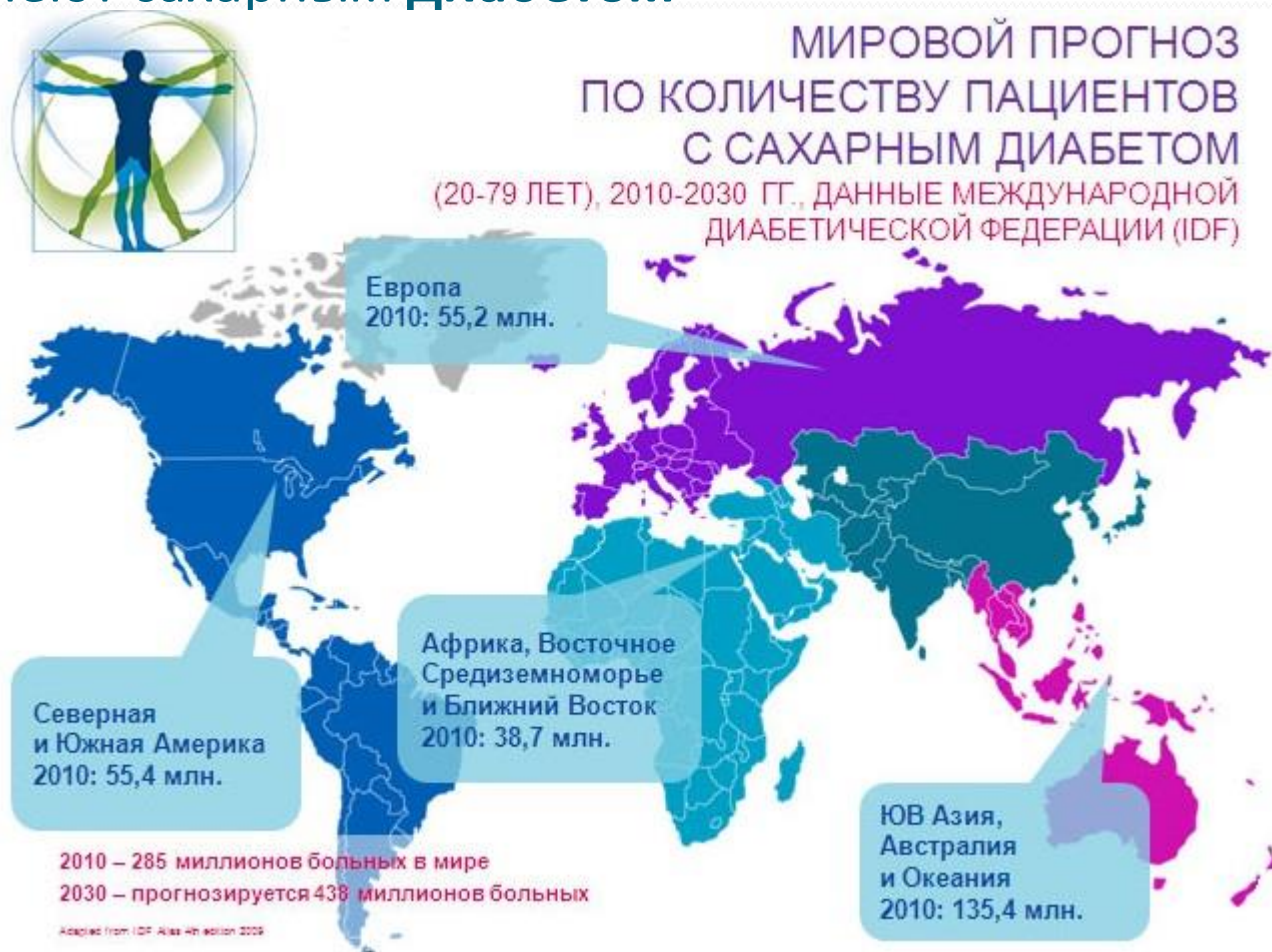 сахарным
МИРОВОЙ ПРОГНОЗ
ПО КОЛИЧЕСТВУ ПАЦИЕНТОВ
С САХАРНЫМ ДИАБЕТОМ
(20-79 ЛЕТ), 2010-2030 ГГ., ДАННЫЕ МЕЖДУНАРОДНОЙ
ДИАБЕТИЧЕСКОЙ ФЕДЕРАЦИИ (IDF)
Европа
2010: 55,2 млн.
Африка, Восточное
Средиземноморье
и Ближний Восток
2010: 38,7 млн.
Северная
и Южная Америка
2010: 55,4 млн.
ЮВ Азия,
Австралия
и Океания
2010: 135,4 млн.
2010 – 285 миллионов больных в мире
2030 – прогнозируется 438 миллионов больных
Adapted from IDF Atlas 4th edition 2009